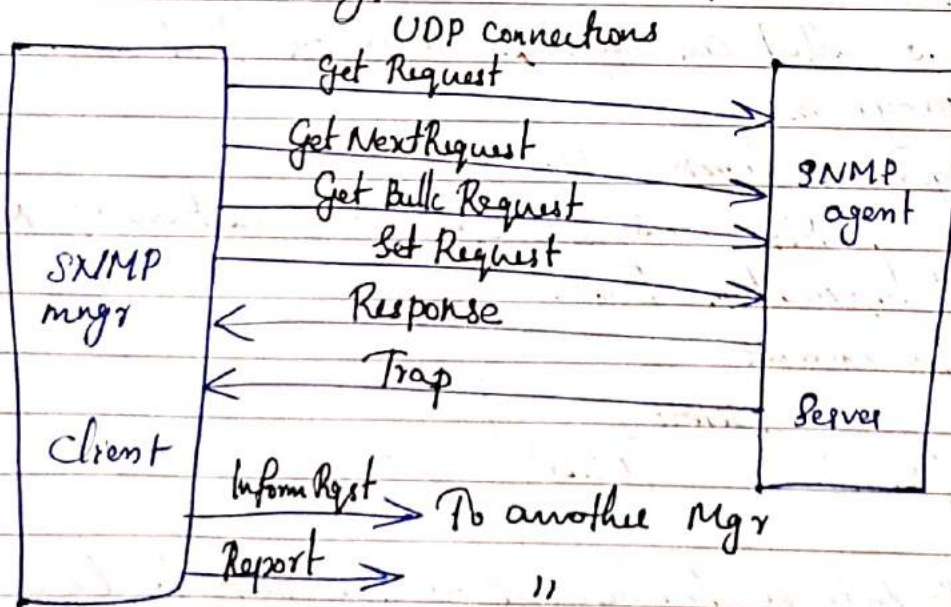 UDP connections
Get Request
Get NextRequest
Get Bulk Request
Set Request
Response
Trap
SNMP
mngr
Client
SNMP
agent
Server
Inform Rqst
To another Mgr
Report
"